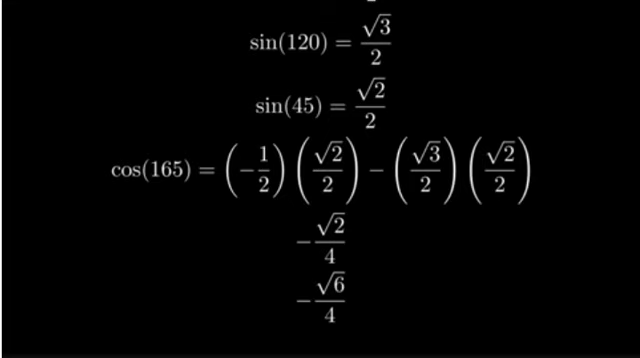 sin(120) = √3/2
sin(45) = √2/2
cos(165) = (−1/2)(√2/2) − (√3/2)(√2/2)
−√2/4
−√6/4